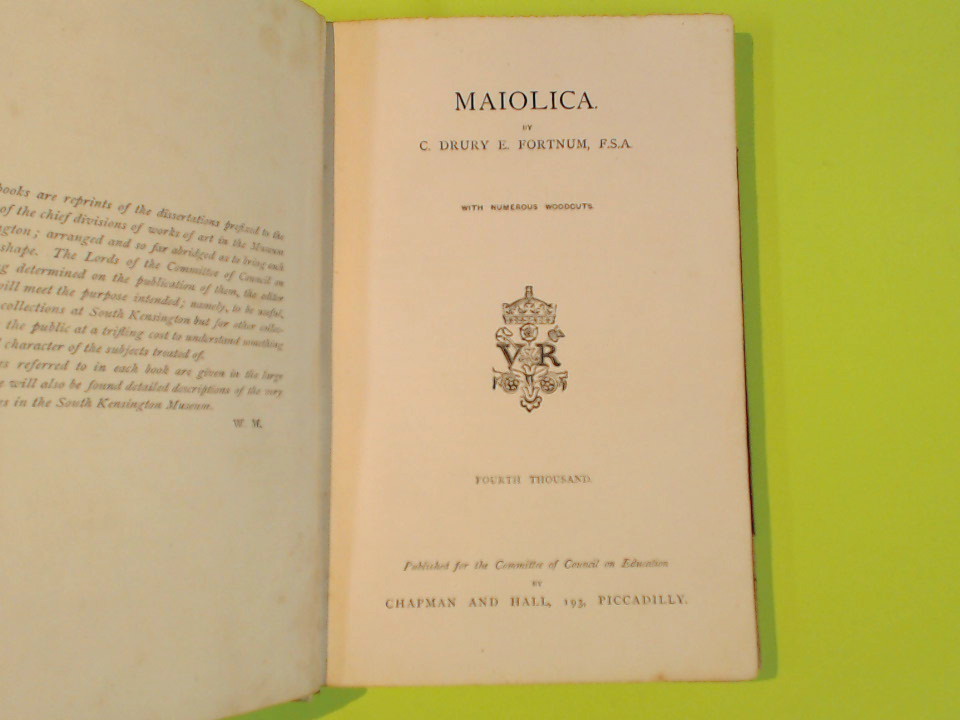 books are reprints of the dissertations prefixed to the
of the chief divisions of works of art in the Museum
gton; arranged and so far abridged as to bring each
shape. The Lords of the Committee of Council on
g determined on the publication of them, the editor
will meet the purpose intended; namely, to be useful,
collections at South Kensington but for other collec-
the public at a trifling cost to understand something
character of the subjects treated of.
es referred to in each book are given in the large
e will also be found detailed descriptions of the very
es in the South Kensington Museum.
W. M.
MAIOLICA.
BY
C. DRURY E. FORTNUM, F.S.A.
WITH NUMEROUS WOODCUTS.
V R
FOURTH THOUSAND.
Published for the Committee of Council on Education
BY
CHAPMAN AND HALL, 193, PICCADILLY.